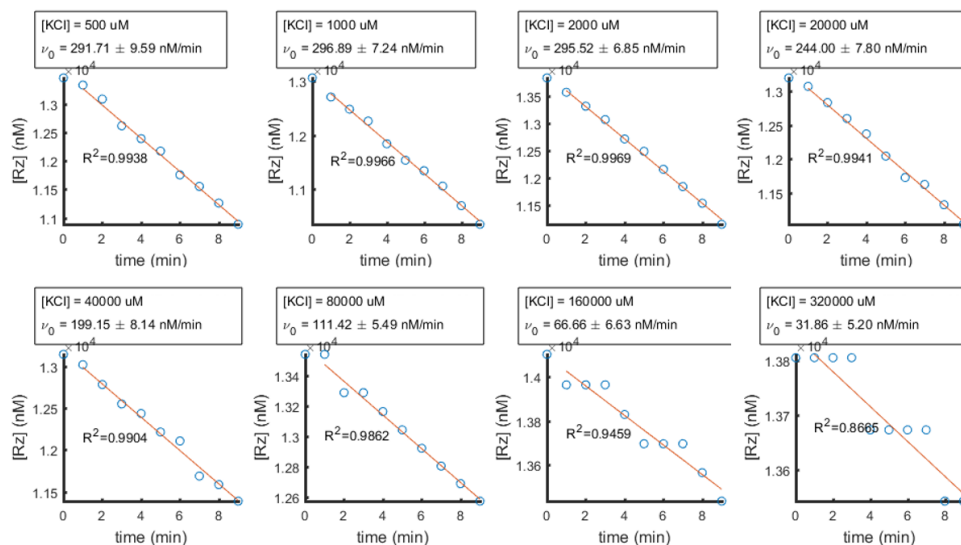 [KCl] = 500 uM
ν0 = 291.71 ± 9.59 nM/min
× 10^4
1.3
1.25
1.2
1.15
1.1
[Rz] (nM)
R^2=0.9938
0 2 4 6 8
time (min)
[KCl] = 1000 uM
ν0 = 296.89 ± 7.24 nM/min
× 10^4
1.3
1.2
1.1
[Rz] (nM)
R^2=0.9966
0 2 4 6 8
time (min)
[KCl] = 2000 uM
ν0 = 295.52 ± 6.85 nM/min
× 10^4
1.35
1.3
1.25
1.2
1.15
[Rz] (nM)
R^2=0.9969
0 2 4 6 8
time (min)
[KCl] = 20000 uM
ν0 = 244.00 ± 7.80 nM/min
× 10^4
1.3
1.25
1.2
1.15
[Rz] (nM)
R^2=0.9941
0 2 4 6 8
time (min)
[KCl] = 40000 uM
ν0 = 199.15 ± 8.14 nM/min
× 10^4
1.3
1.25
1.2
1.15
[Rz] (nM)
R^2=0.9904
0 2 4 6 8
time (min)
[KCl] = 80000 uM
ν0 = 111.42 ± 5.49 nM/min
× 10^4
1.34
1.32
1.3
1.28
1.26
[Rz] (nM)
R^2=0.9862
0 2 4 6 8
time (min)
[KCl] = 160000 uM
ν0 = 66.66 ± 6.63 nM/min
× 10^4
1.4
1.38
1.36
[Rz] (nM)
R^2=0.9459
0 2 4 6 8
time (min)
[KCl] = 320000 uM
ν0 = 31.86 ± 5.20 nM/min
× 10^4
1.38
1.37
1.36
[Rz] (nM)
R^2=0.8665
0 2 4 6 8
time (min)